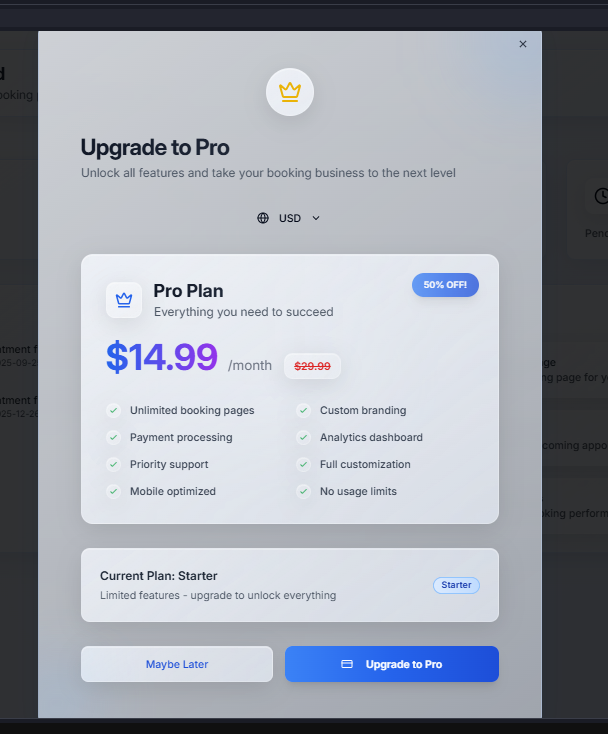 Upgrade to Pro
Unlock all features and take your booking business to the next level
USD
Pro Plan
50% OFF!
Everything you need to succeed
$14.99 /month $29.99
Unlimited booking pages
Custom branding
Payment processing
Analytics dashboard
Priority support
Full customization
Mobile optimized
No usage limits
Current Plan: Starter
Limited features - upgrade to unlock everything
Starter
Maybe Later
Upgrade to Pro